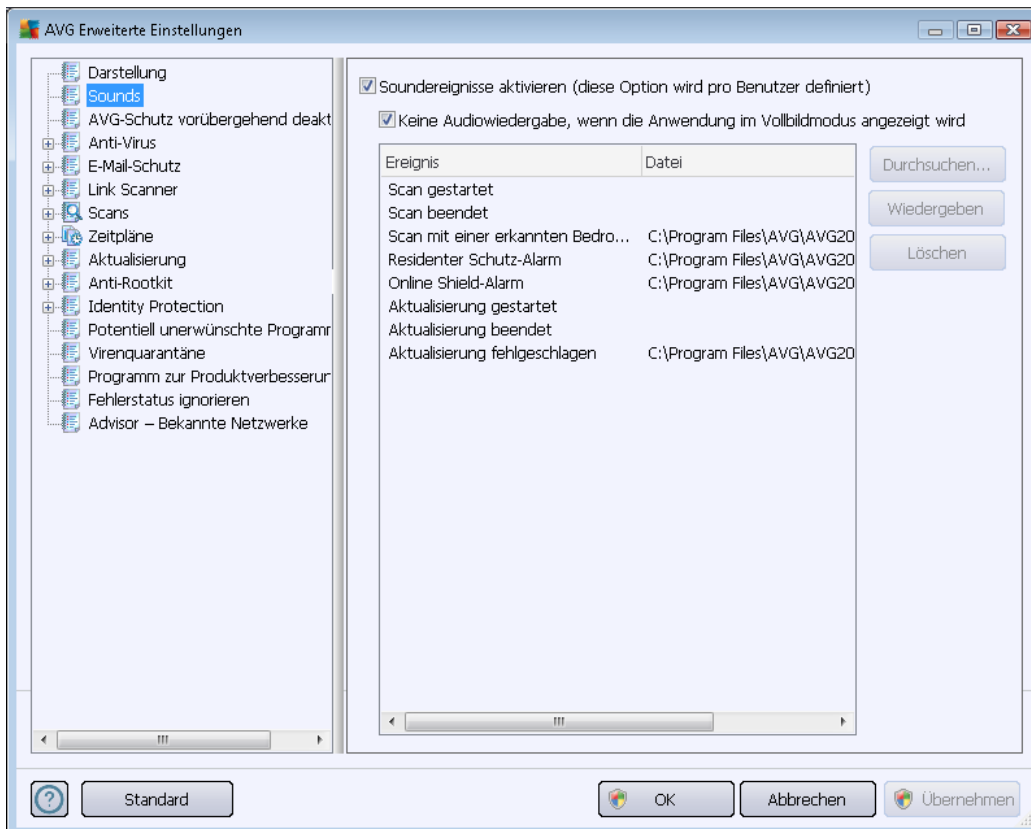 AVG Erweiterte Einstellungen
Darstellung
Sounds
AVG-Schutz vorübergehend deakt
Anti-Virus
E-Mail-Schutz
Link Scanner
Scans
Zeitpläne
Aktualisierung
Anti-Rootkit
Identity Protection
Potentiell unerwünschte Programm
Virenquarantäne
Programm zur Produktverbesserun
Fehlerstatus ignorieren
Advisor – Bekannte Netzwerke
Soundereignisse aktivieren (diese Option wird pro Benutzer definiert)
Keine Audiowiedergabe, wenn die Anwendung im Vollbildmodus angezeigt wird
Ereignis Datei
Scan gestartet
Scan beendet
Scan mit einer erkannten Bedro... C:\Program Files\AVG\AVG20
Residenter Schutz-Alarm C:\Program Files\AVG\AVG20
Online Shield-Alarm C:\Program Files\AVG\AVG20
Aktualisierung gestartet
Aktualisierung beendet
Aktualisierung fehlgeschlagen C:\Program Files\AVG\AVG20
Durchsuchen...
Wiedergeben
Löschen
? Standard OK Abbrechen Übernehmen